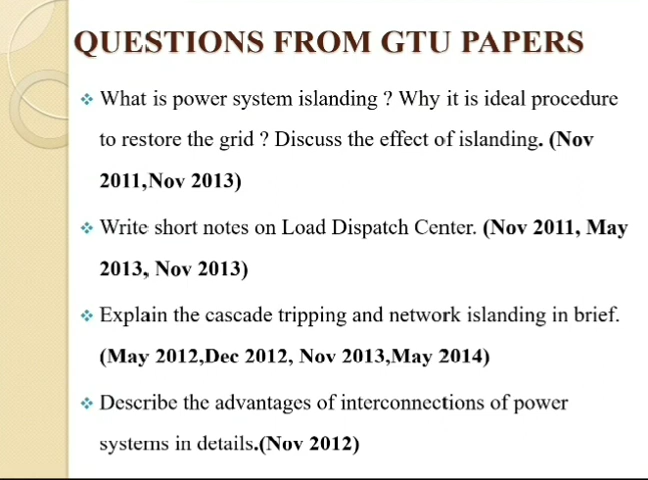 QUESTIONS FROM GTU PAPERS
What is power system islanding ? Why it is ideal procedure
to restore the grid ? Discuss the effect of islanding. (Nov
2011,Nov 2013)
Write short notes on Load Dispatch Center. (Nov 2011, May
2013, Nov 2013)
Explain the cascade tripping and network islanding in brief.
(May 2012,Dec 2012, Nov 2013,May 2014)
Describe the advantages of interconnections of power
systems in details.(Nov 2012)